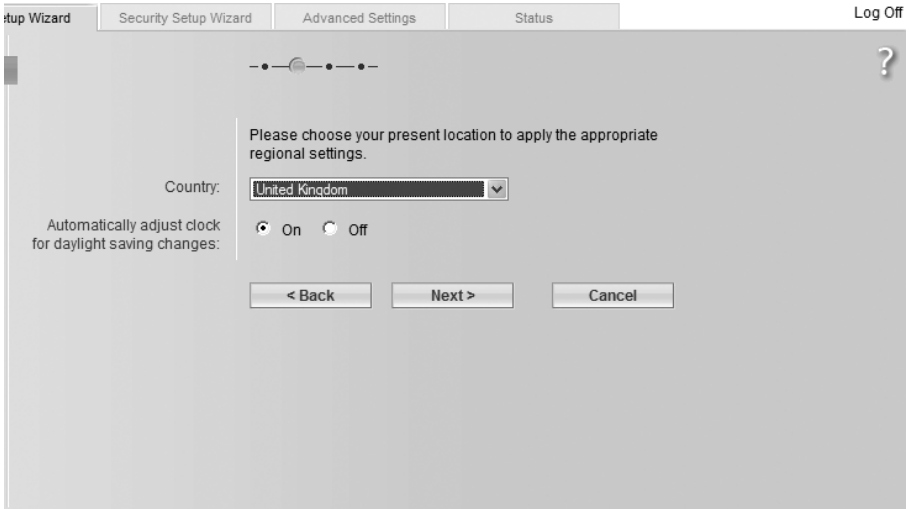 etup Wizard
Security Setup Wizard
Advanced Settings
Status
Log Off
?
Please choose your present location to apply the appropriate
regional settings.
Country:
United Kingdom
Automatically adjust clock
for daylight saving changes:
On
Off
< Back
Next >
Cancel